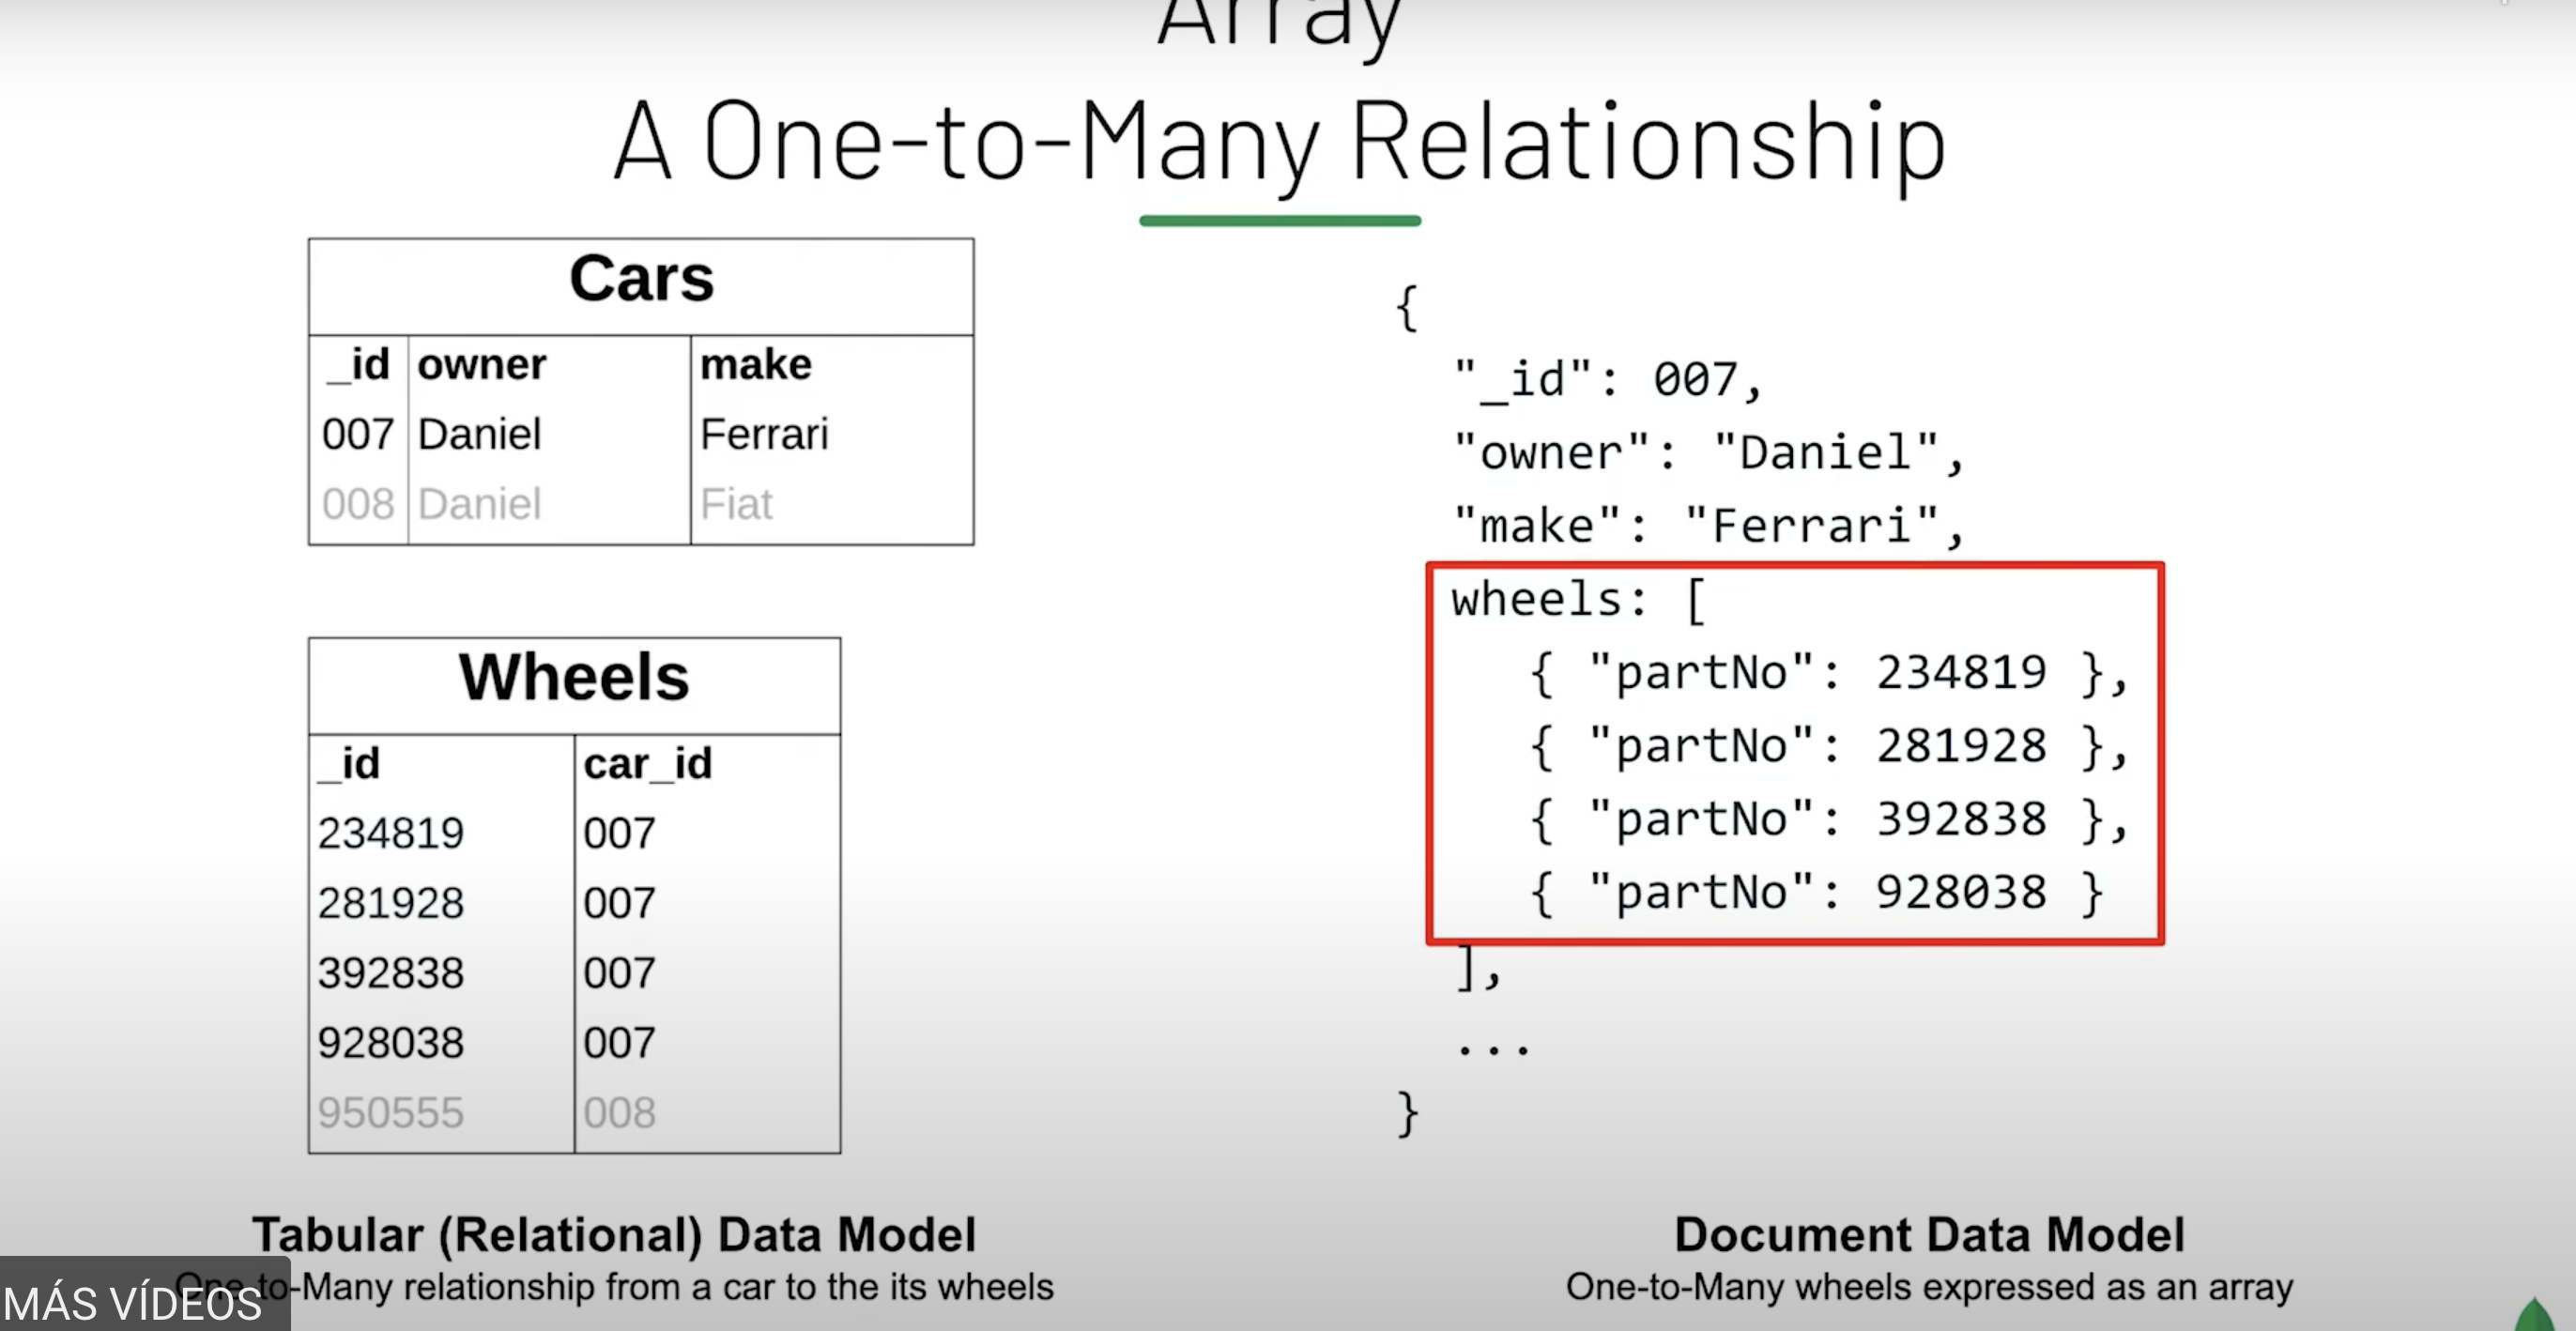 Array
A One-to-Many Relationship
Cars
_id owner make
007 Daniel Ferrari
008 Daniel Fiat
Wheels
_id car_id
234819 007
281928 007
392838 007
928038 007
950555 008
Tabular (Relational) Data Model
One-to-Many relationship from a car to the its wheels
{
"_id": 007,
"owner": "Daniel",
"make": "Ferrari",
wheels: [
{ "partNo": 234819 },
{ "partNo": 281928 },
{ "partNo": 392838 },
{ "partNo": 928038 }
],
...
}
Document Data Model
One-to-Many wheels expressed as an array
MÁS VÍDEOS